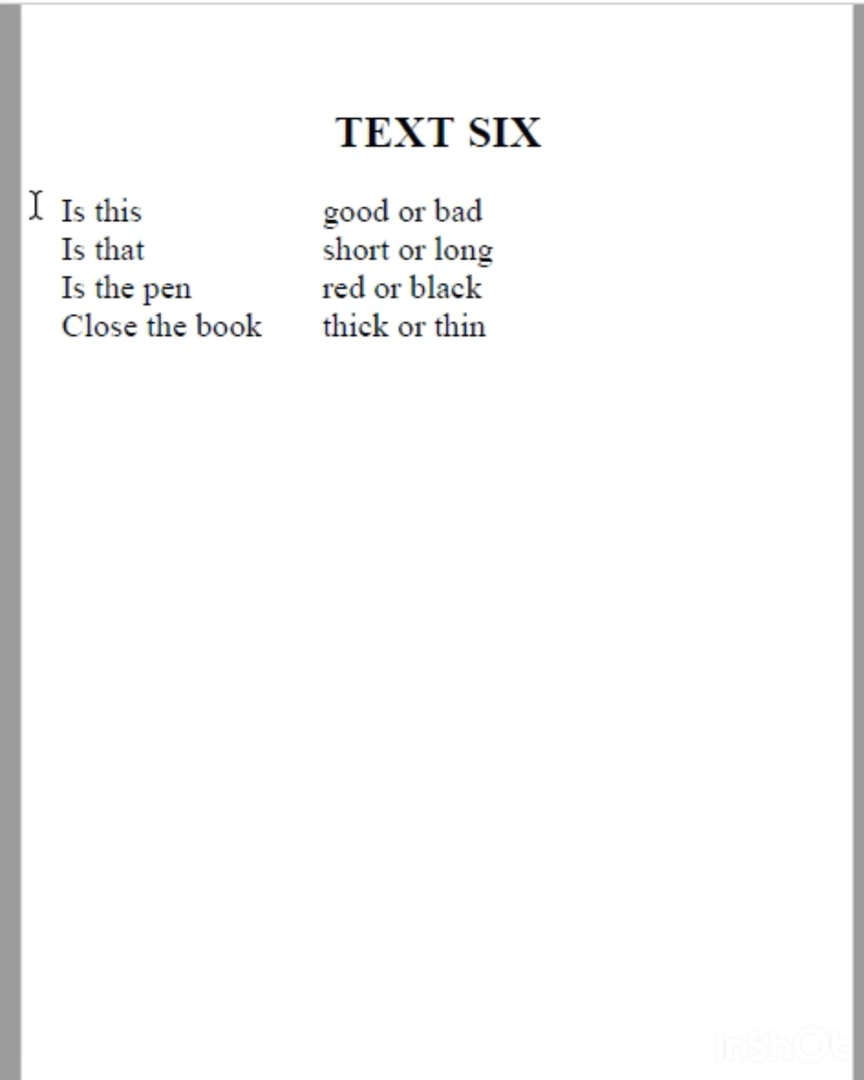 TEXT SIX
Is this good or bad
Is that short or long
Is the pen red or black
Close the book thick or thin
InShOt